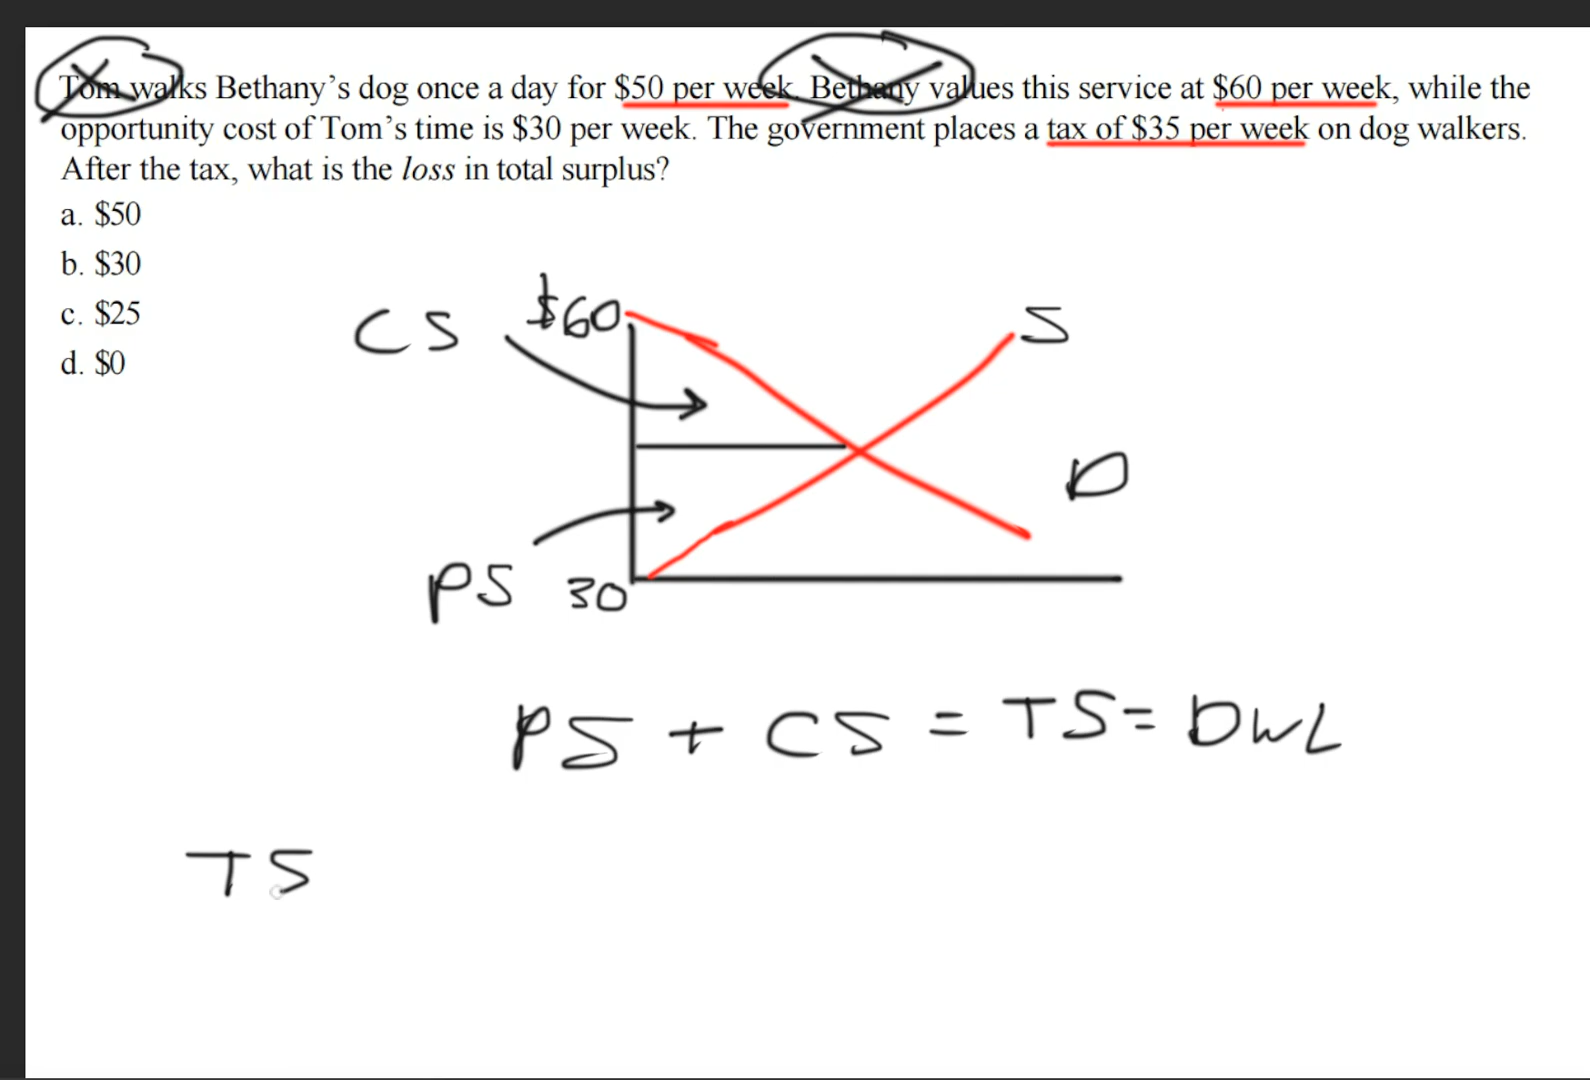 Tom walks Bethany's dog once a day for $50 per week. Bethany values this service at $60 per week, while the
opportunity cost of Tom's time is $30 per week. The government places a tax of $35 per week on dog walkers.
After the tax, what is the loss in total surplus?
a. $50
b. $30
c. $25
d. $0
CS $60 S
D
PS 30
PS + CS = TS = DWL
TS